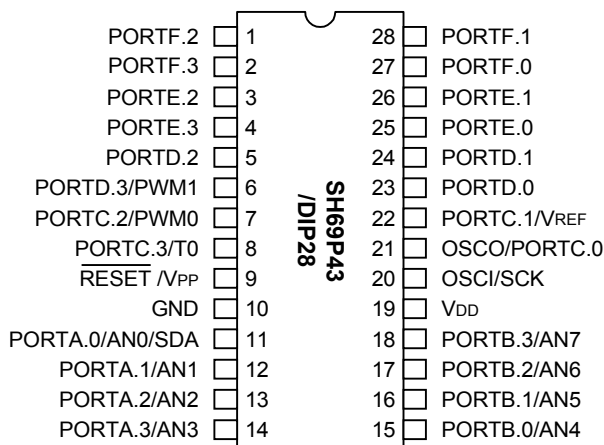 PORTF.2 1 28 PORTF.1
PORTF.3 2 27 PORTF.0
PORTE.2 3 26 PORTE.1
PORTE.3 4 25 PORTE.0
PORTD.2 5 24 PORTD.1
PORTD.3/PWM1 6 23 PORTD.0
PORTC.2/PWM0 7 22 PORTC.1/VREF
PORTC.3/T0 8 21 OSCO/PORTC.0
RESET /VPP 9 20 OSCI/SCK
GND 10 19 VDD
PORTA.0/AN0/SDA 11 18 PORTB.3/AN7
PORTA.1/AN1 12 17 PORTB.2/AN6
PORTA.2/AN2 13 16 PORTB.1/AN5
PORTA.3/AN3 14 15 PORTB.0/AN4
SH69P43
/DIP28